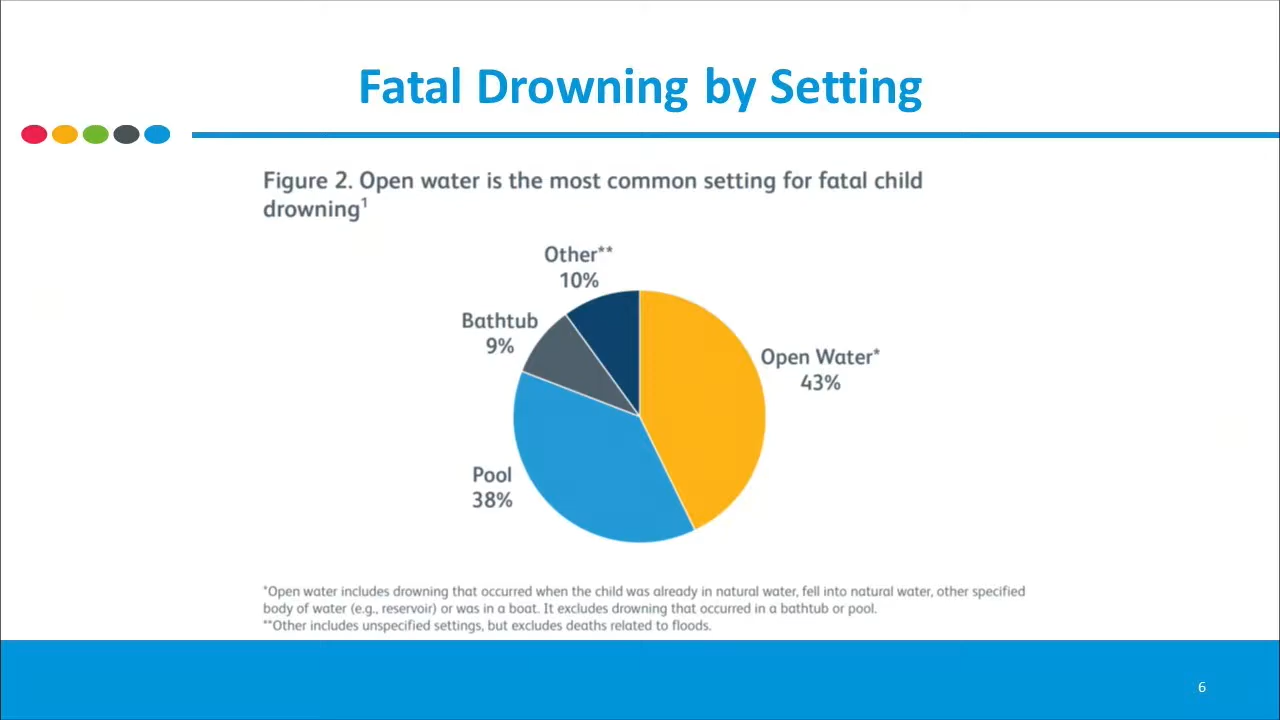 Fatal Drowning by Setting
Figure 2. Open water is the most common setting for fatal child
drowning¹
Other**
10%
Bathtub
9%
Open Water*
43%
Pool
38%
*Open water includes drowning that occurred when the child was already in natural water, fell into natural water, other specified
body of water (e.g., reservoir) or was in a boat. It excludes drowning that occurred in a bathtub or pool.
**Other includes unspecified settings, but excludes deaths related to floods.
6